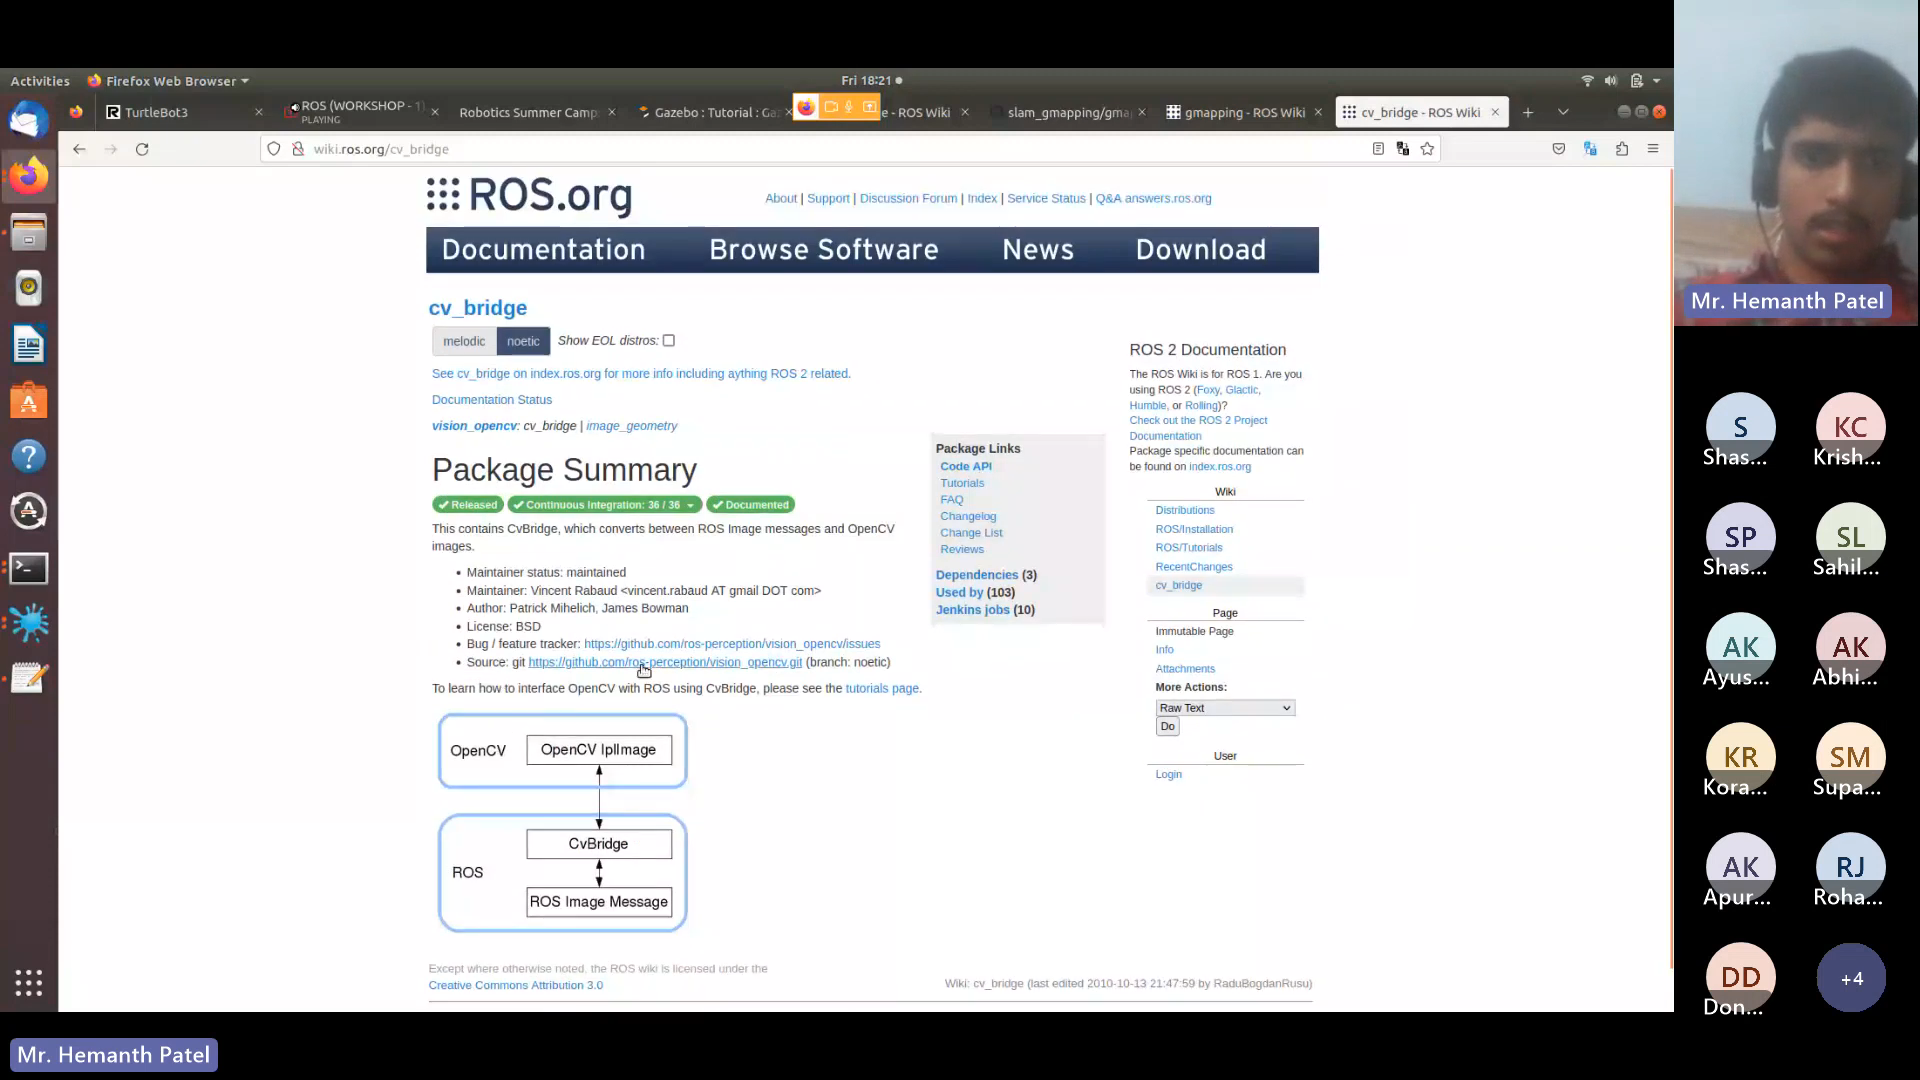 Activities Firefox Web Browser Fri 18:21
TurtleBot3
ROS (WORKSHOP - 1)
PLAYING
Robotics Summer Camp
Gazebo : Tutorial : Ga
e - ROS Wiki
slam_gmapping/gma
gmapping - ROS Wiki
cv_bridge - ROS Wiki
wiki.ros.org/cv_bridge
ROS.org
About | Support | Discussion Forum | Index | Service Status | Q&A answers.ros.org
Documentation Browse Software News Download
cv_bridge
melodic noetic Show EOL distros:
See cv_bridge on index.ros.org for more info including aything ROS 2 related.
Documentation Status
vision_opencv: cv_bridge | image_geometry
Package Summary
Released Continuous Integration: 36 / 36 Documented
This contains CvBridge, which converts between ROS Image messages and OpenCV
images.
Maintainer status: maintained
Maintainer: Vincent Rabaud <vincent.rabaud AT gmail DOT com>
Author: Patrick Mihelich, James Bowman
License: BSD
Bug / feature tracker: https://github.com/ros-perception/vision_opencv/issues
Source: git https://github.com/ros-perception/vision_opencv.git (branch: noetic)
To learn how to interface OpenCV with ROS using CvBridge, please see the tutorials page.
OpenCV
OpenCV IplImage
CvBridge
ROS
ROS Image Message
Package Links
Code API
Tutorials
FAQ
Changelog
Change List
Reviews
Dependencies (3)
Used by (103)
Jenkins jobs (10)
ROS 2 Documentation
The ROS Wiki is for ROS 1. Are you
using ROS 2 (Foxy, Glactic,
Humble, or Rolling)?
Check out the ROS 2 Project
Documentation
Package specific documentation can
be found on index.ros.org
Wiki
Distributions
ROS/Installation
ROS/Tutorials
RecentChanges
cv_bridge
Page
Immutable Page
Info
Attachments
More Actions:
Raw Text
Do
User
Login
Except where otherwise noted, the ROS wiki is licensed under the
Creative Commons Attribution 3.0
Wiki: cv_bridge (last edited 2010-10-13 21:47:59 by RaduBogdanRusu)
Mr. Hemanth Patel
S
Shas...
KC
Krish...
SP
Shas...
SL
Sahil...
AK
Ayus...
AK
Abhi...
KR
Kora...
SM
Supa...
AK
Apur...
RJ
Roha...
DD
Don...
+4
Mr. Hemanth Patel